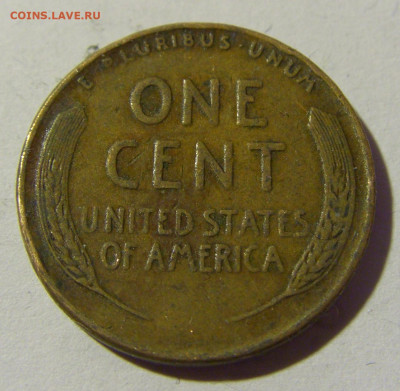 COINS.LAVE.RU
E·PLURIBUS·UNUM
ONE
CENT
UNITED STATES
OF AMERICA